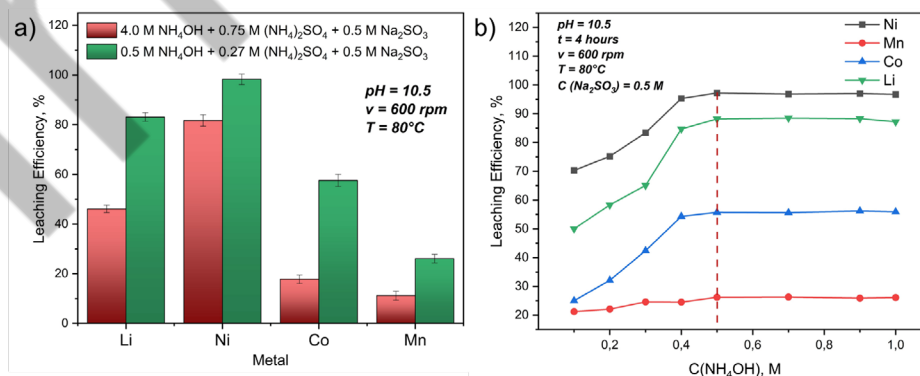 a)
4.0 M NH₄OH + 0.75 M (NH₄)₂SO₄ + 0.5 M Na₂SO₃
0.5 M NH₄OH + 0.27 M (NH₄)₂SO₄ + 0.5 M Na₂SO₃
pH = 10.5
v = 600 rpm
T = 80°C
Leaching Efficiency, %
120
100
80
60
40
20
0
Li Ni Co Mn
Metal
b)
pH = 10.5
t = 4 hours
v = 600 rpm
T = 80°C
C (Na₂SO₃) = 0.5 M
Ni
Mn
Co
Li
Leaching Efficiency, %
120
110
100
90
80
70
60
50
40
30
20
0,2 0,4 0,6 0,8 1,0
C(NH₄OH), M